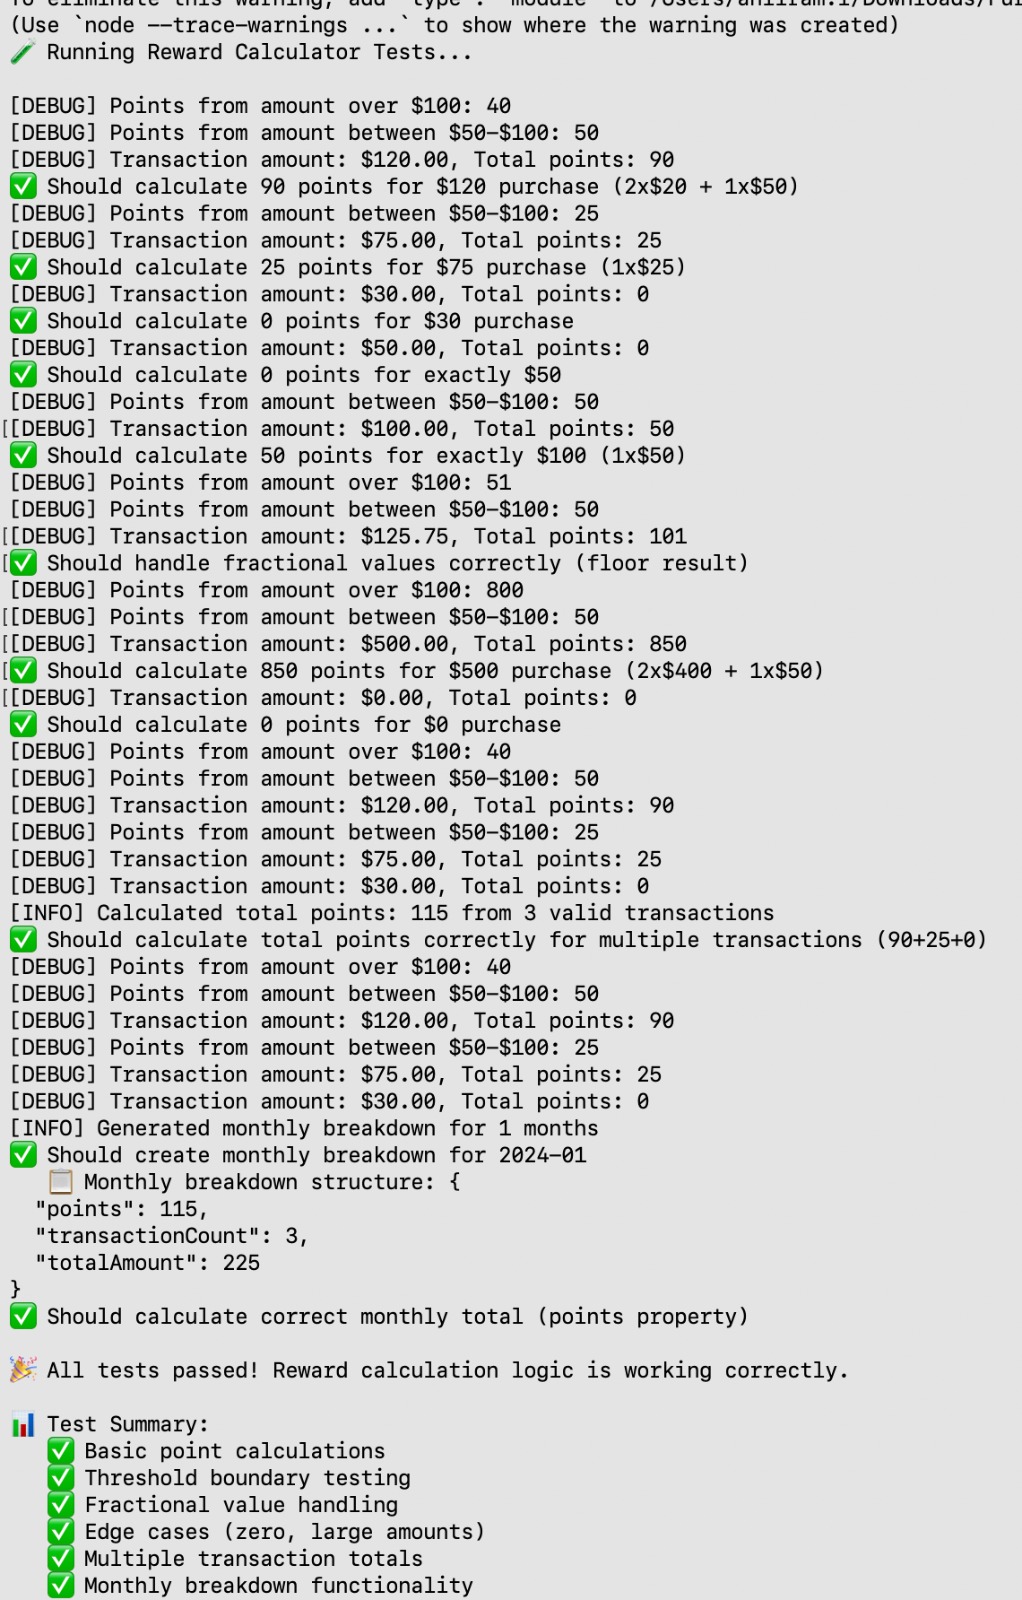 (Use `node --trace-warnings ...` to show where the warning was created)
🧪 Running Reward Calculator Tests...
[DEBUG] Points from amount over $100: 40
[DEBUG] Points from amount between $50-$100: 50
[DEBUG] Transaction amount: $120.00, Total points: 90
✅ Should calculate 90 points for $120 purchase (2x$20 + 1x$50)
[DEBUG] Points from amount between $50-$100: 25
[DEBUG] Transaction amount: $75.00, Total points: 25
✅ Should calculate 25 points for $75 purchase (1x$25)
[DEBUG] Transaction amount: $30.00, Total points: 0
✅ Should calculate 0 points for $30 purchase
[DEBUG] Transaction amount: $50.00, Total points: 0
✅ Should calculate 0 points for exactly $50
[DEBUG] Points from amount between $50-$100: 50
[[DEBUG] Transaction amount: $100.00, Total points: 50
✅ Should calculate 50 points for exactly $100 (1x$50)
[DEBUG] Points from amount over $100: 51
[DEBUG] Points from amount between $50-$100: 50
[[DEBUG] Transaction amount: $125.75, Total points: 101
[✅ Should handle fractional values correctly (floor result)
[DEBUG] Points from amount over $100: 800
[[DEBUG] Points from amount between $50-$100: 50
[[DEBUG] Transaction amount: $500.00, Total points: 850
[✅ Should calculate 850 points for $500 purchase (2x$400 + 1x$50)
[[DEBUG] Transaction amount: $0.00, Total points: 0
✅ Should calculate 0 points for $0 purchase
[DEBUG] Points from amount over $100: 40
[DEBUG] Points from amount between $50-$100: 50
[DEBUG] Transaction amount: $120.00, Total points: 90
[DEBUG] Points from amount between $50-$100: 25
[DEBUG] Transaction amount: $75.00, Total points: 25
[DEBUG] Transaction amount: $30.00, Total points: 0
[INFO] Calculated total points: 115 from 3 valid transactions
✅ Should calculate total points correctly for multiple transactions (90+25+0)
[DEBUG] Points from amount over $100: 40
[DEBUG] Points from amount between $50-$100: 50
[DEBUG] Transaction amount: $120.00, Total points: 90
[DEBUG] Points from amount between $50-$100: 25
[DEBUG] Transaction amount: $75.00, Total points: 25
[DEBUG] Transaction amount: $30.00, Total points: 0
[INFO] Generated monthly breakdown for 1 months
✅ Should create monthly breakdown for 2024-01
📋 Monthly breakdown structure: {
"points": 115,
"transactionCount": 3,
"totalAmount": 225
}
✅ Should calculate correct monthly total (points property)
🎉 All tests passed! Reward calculation logic is working correctly.
📊 Test Summary:
✅ Basic point calculations
✅ Threshold boundary testing
✅ Fractional value handling
✅ Edge cases (zero, large amounts)
✅ Multiple transaction totals
✅ Monthly breakdown functionality